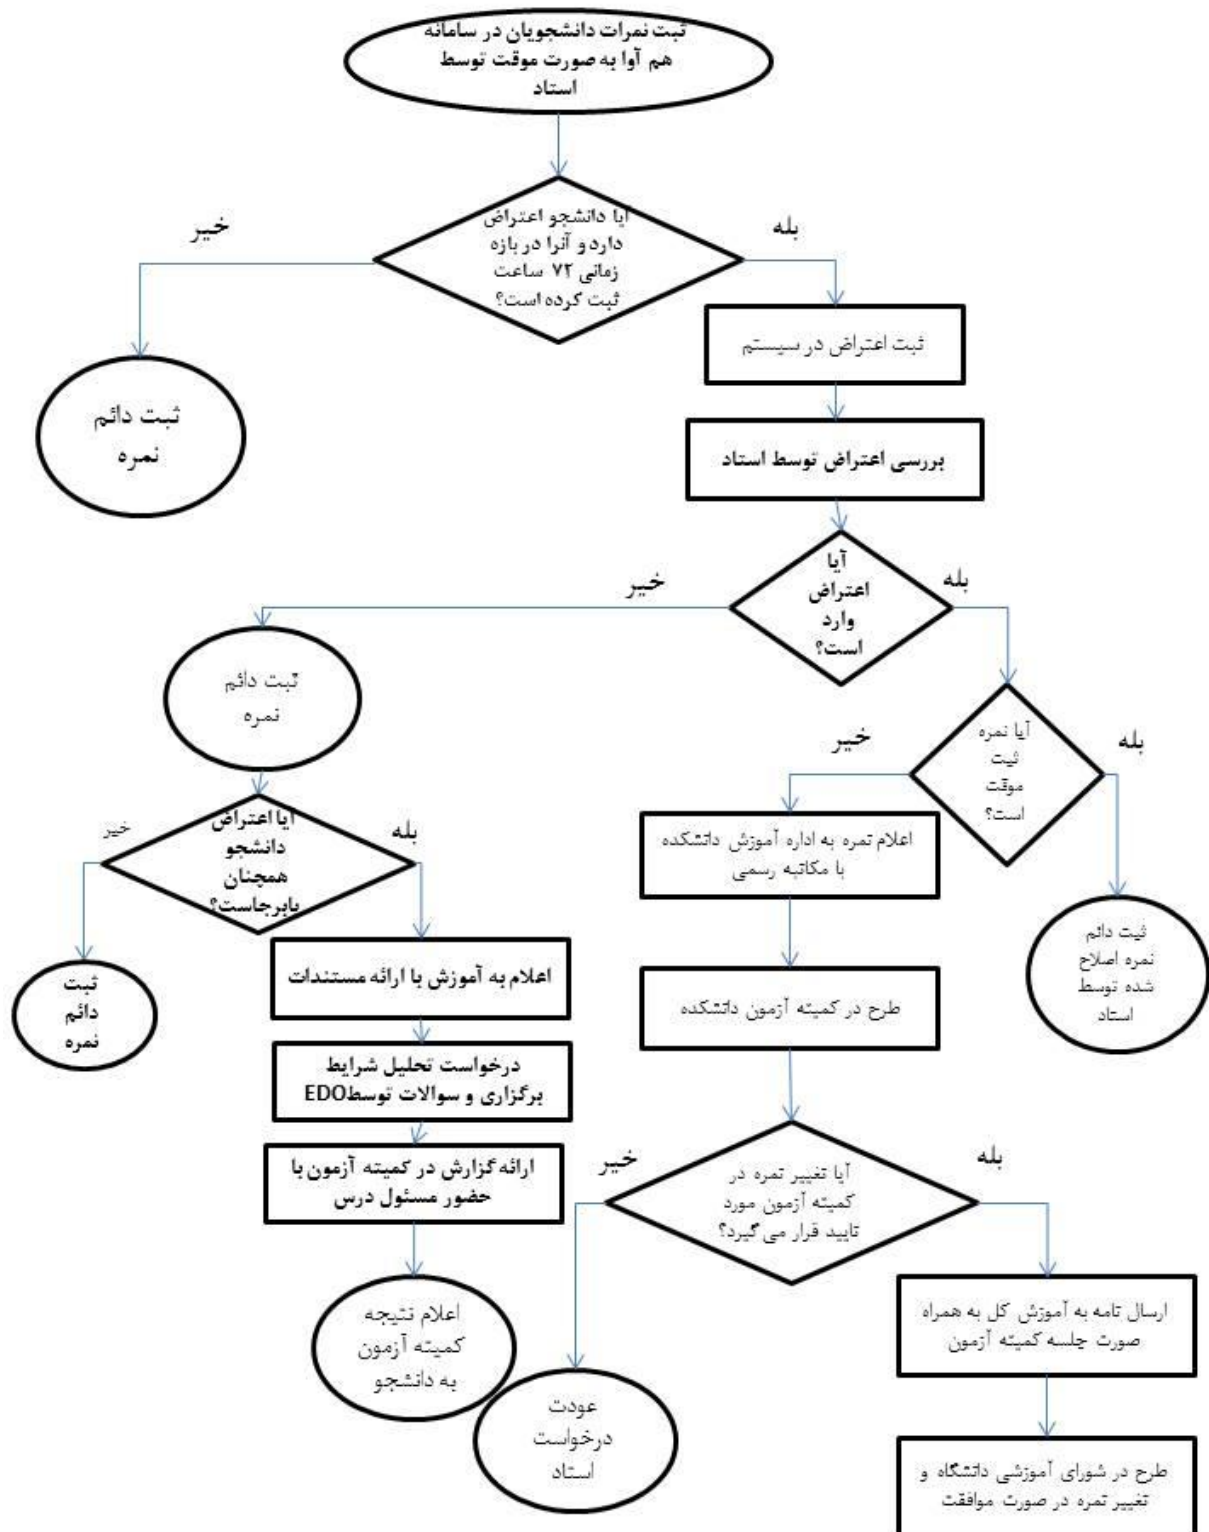 ثبت نمرات دانشجویان در سامانه
هم آوا به صورت موقت توسط
استاد
آیا دانشجو اعتراض
دارد و آنرا در بازه
زمانی ۷۲ ساعت
ثبت کرده است؟
بله
خیر
ثبت اعتراض در سیستم
ثبت دائم
نمره
بررسی اعتراض توسط استاد
آیا
اعتراض
وارد
است؟
بله
خیر
ثبت دائم
نمره
آیا نمره
ثبت
موقت
است؟
بله
خیر
اعلام نمره به اداره آموزش دانشکده
با مکاتبه رسمی
آیا اعتراض
دانشجو
همچنان
پابرجاست؟
بله
خیر
ثبت دائم
نمره اصلاح
شده توسط
استاد
اعلام به آموزش با ارائه مستندات
طرح در کمیته آزمون دانشکده
ثبت
دائم
نمره
درخواست تحلیل شرایط
برگزاری و سوالات توسطEDO
ارائه گزارش در کمیته آزمون با
حضور مسئول درس
آیا تغییر نمره در
کمیته آزمون مورد
تایید قرار می گیرد؟
بله
خیر
اعلام نتیجه
کمیته آزمون
به دانشجو
ارسال نامه به آموزش کل به همراه
صورت جلسه کمیته آزمون
عودت
درخواست
استاد
طرح در شورای آموزشی دانشگاه و
تغییر نمره در صورت موافقت